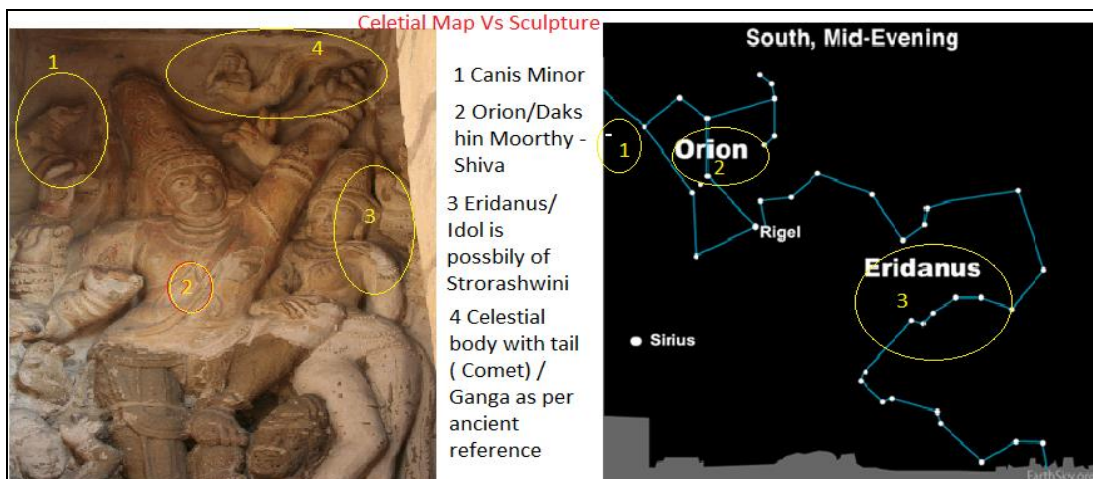 Celetial Map Vs Sculpture
1
4
3
2
1 Canis Minor
2 Orion/Daks
hin Moorthy -
Shiva
3 Eridanus/
Idol is
possbily of
Strorashwini
4 Celestial
body with tail
( Comet) /
Ganga as per
ancient
reference
South, Mid-Evening
1
Orion
2
Rigel
Eridanus
3
Sirius
EarthSky.org